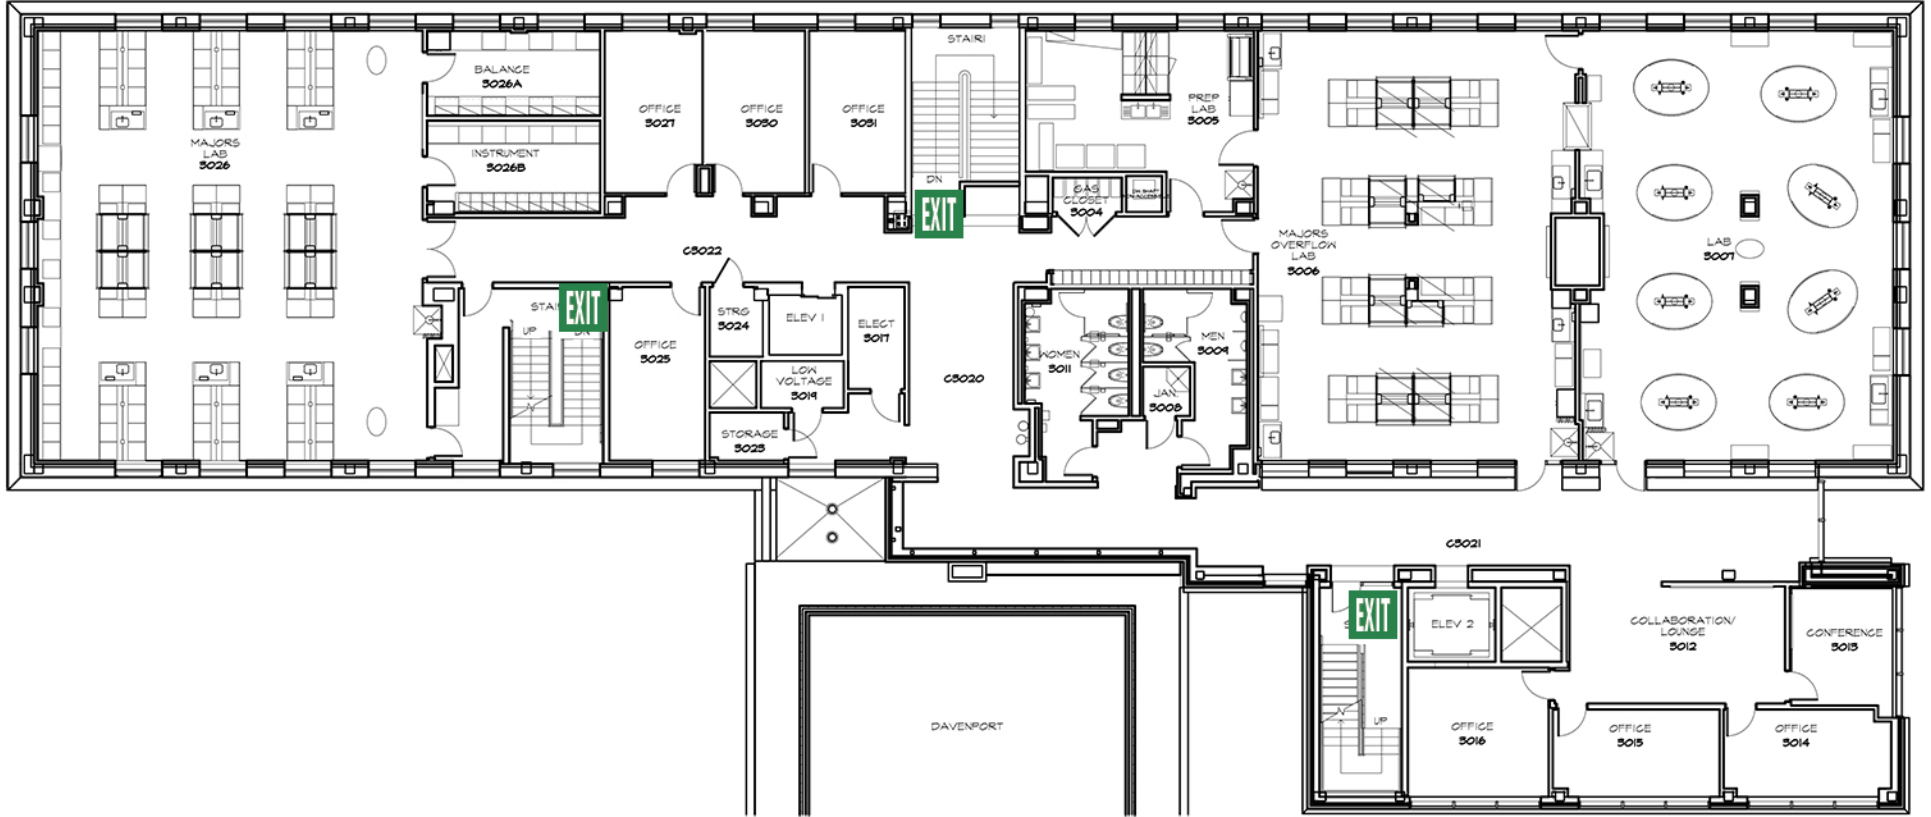 STAIR1
BALANCE
3026A
PREP
LAB
3005
OFFICE
3027
OFFICE
3030
OFFICE
3031
MAJORS
LAB
3026
INSTRUMENT
3026B
DN
EXIT
GAS
CLOSET
3004
DN SHAFT
MAJORS
OVERFLOW
LAB
3006
LAB
3007
C3022
EXIT
UP
DN
STRG
3024
ELEV 1
ELECT
3017
OFFICE
3025
WOMEN
3011
MEN
3009
LOW
VOLTAGE
3019
C3020
JAN.
3008
STORAGE
3023
C3021
EXIT
ELEV 2
COLLABORATION/
LOUNGE
3012
CONFERENCE
3013
UP
OFFICE
3016
OFFICE
3015
OFFICE
3014
DAVENPORT